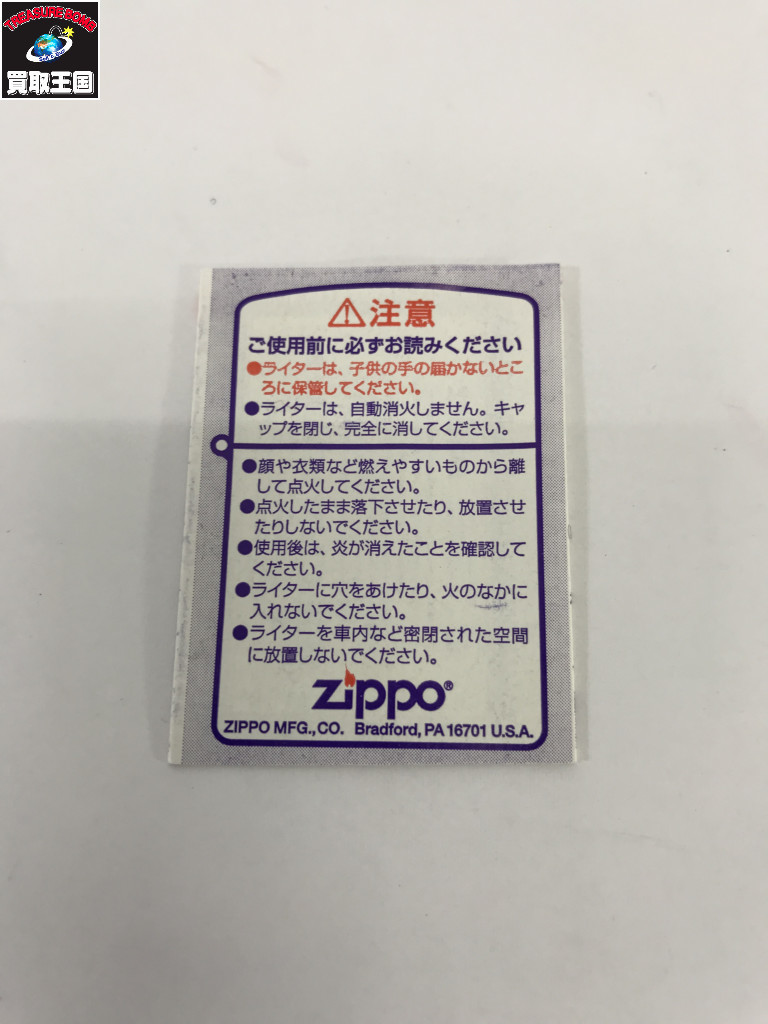 TREASURE BOMB
買取王国
⚠注意
ご使用前に必ずお読みください
●ライターは、子供の手の届かないとこ
ろに保管してください。
●ライターは、自動消火しません。キャ
ップを閉じ、完全に消してください。
●顔や衣類など燃えやすいものから離
して点火してください。
●点火したまま落下させたり、放置させ
たりしないでください。
●使用後は、炎が消えたことを確認して
ください。
●ライターに穴をあけたり、火のなかに
入れないでください。
●ライターを車内など密閉された空間
に放置しないでください。
zippo®
ZIPPO MFG., CO. Bradford, PA 16701 U.S.A.